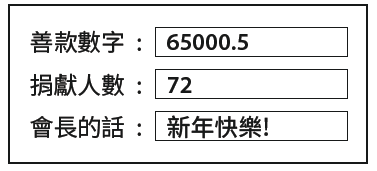 善款數字 : 65000.5
捐獻人數 : 72
會長的話 : 新年快樂!